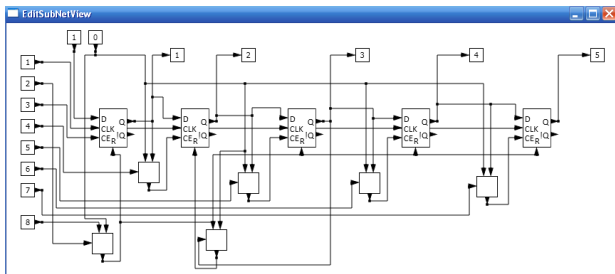 EditSubNetView
1 0
1 1 2 3 4 5
2
3 D Q D Q D Q D Q D Q
4 CLK CLK CLK CLK CLK
CE R !Q CE R !Q CE R !Q CE R !Q CE R !Q
5
6
7
8